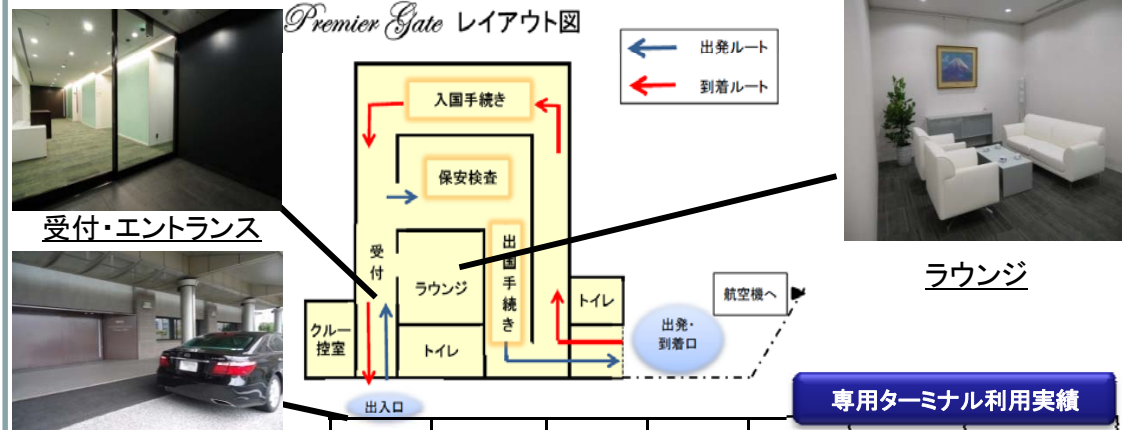 Premier Gate レイアウト図
出発ルート
到着ルート
入国手続き
保安検査
受付・エントランス
受付
ラウンジ
出国手続き
ラウンジ
トイレ
航空機へ
クルー
控室
トイレ
出発・
到着口
出入口
専用ターミナル利用実績